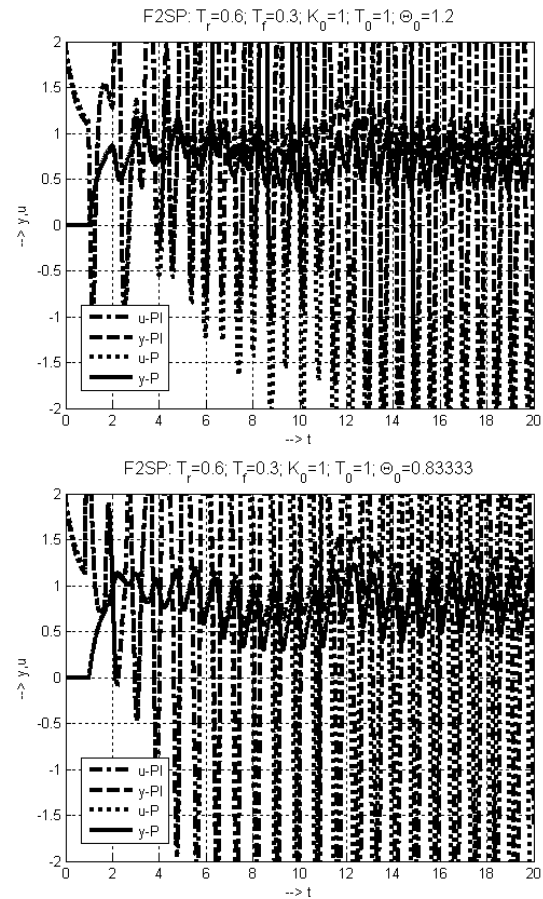 F2SP: T_r=0.6; T_f=0.3; K_0=1; T_0=1; Θ_0=1.2
2
1.5
1
0.5
0
-0.5
-1
-1.5
-2
--> y,u
u-PI
y-PI
u-P
y-P
0 2 4 6 8 10 12 14 16 18 20
--> t
F2SP: T_r=0.6; T_f=0.3; K_0=1; T_0=1; Θ_0=0.83333
2
1.5
1
0.5
0
-0.5
-1
-1.5
-2
--> y,u
u-PI
y-PI
u-P
y-P
0 2 4 6 8 10 12 14 16 18 20
--> t